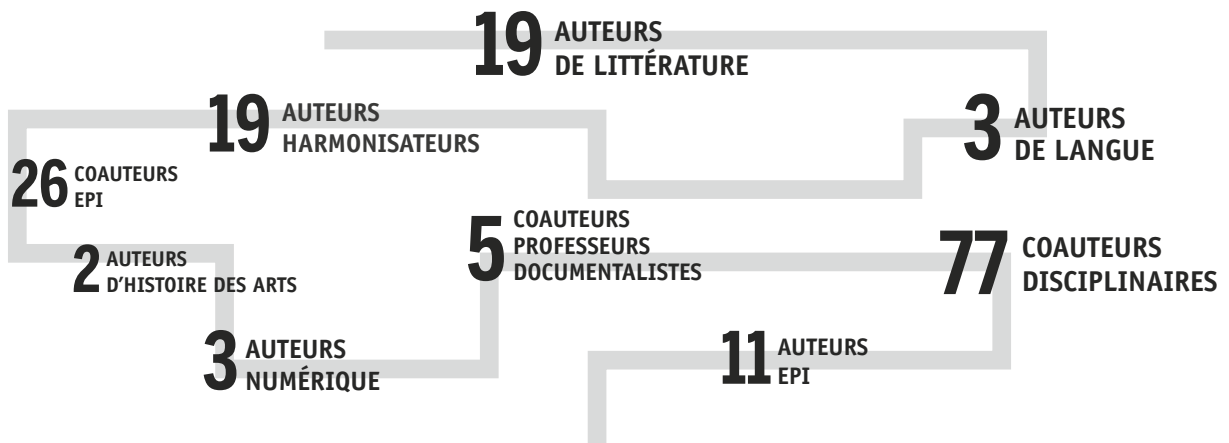 19 AUTEURS
DE LITTÉRATURE
3 AUTEURS
DE LANGUE
19 AUTEURS
HARMONISATEURS
26 COAUTEURS
EPI
2 AUTEURS
D'HISTOIRE DES ARTS
3 AUTEURS
NUMÉRIQUE
5 COAUTEURS
PROFESSEURS
DOCUMENTALISTES
77 COAUTEURS
DISCIPLINAIRES
11 AUTEURS
EPI